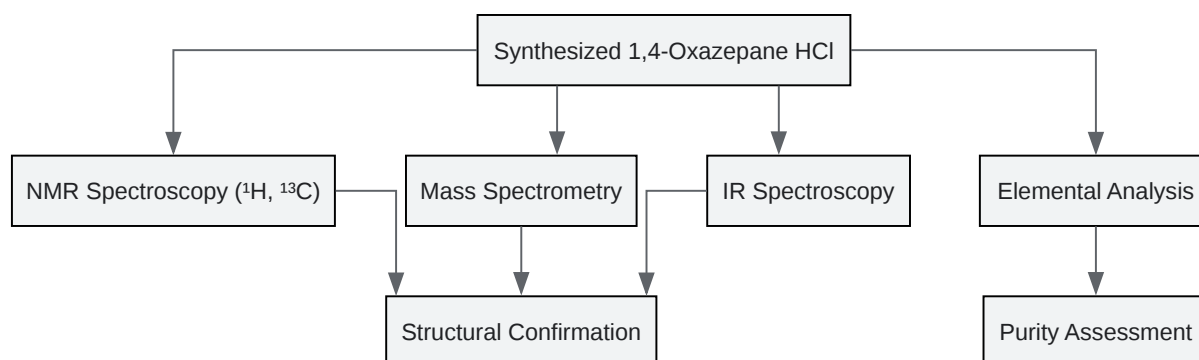 Synthesized 1,4-Oxazepane HCl
NMR Spectroscopy (¹H, ¹³C)
Mass Spectrometry
IR Spectroscopy
Elemental Analysis
Structural Confirmation
Purity Assessment